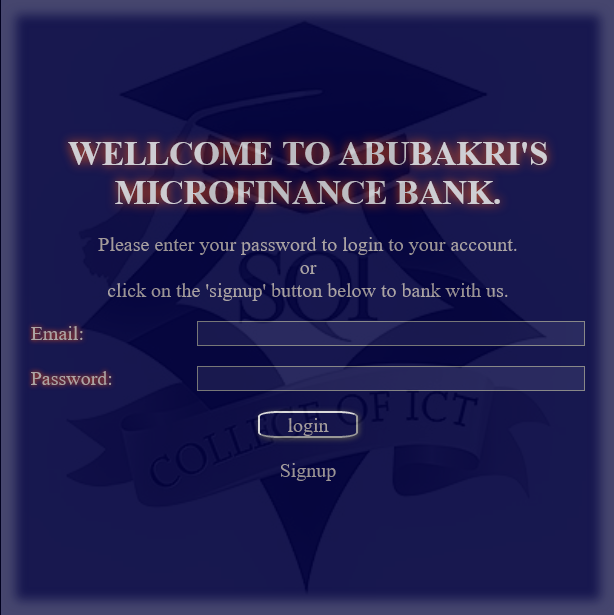 WELLCOME TO ABUBAKRI'S
MICROFINANCE BANK.
Please enter your password to login to your account.
or
SQI
click on the 'signup' button below to bank with us.
Email:
Password:
COLLEGE OF ICT
login
Signup